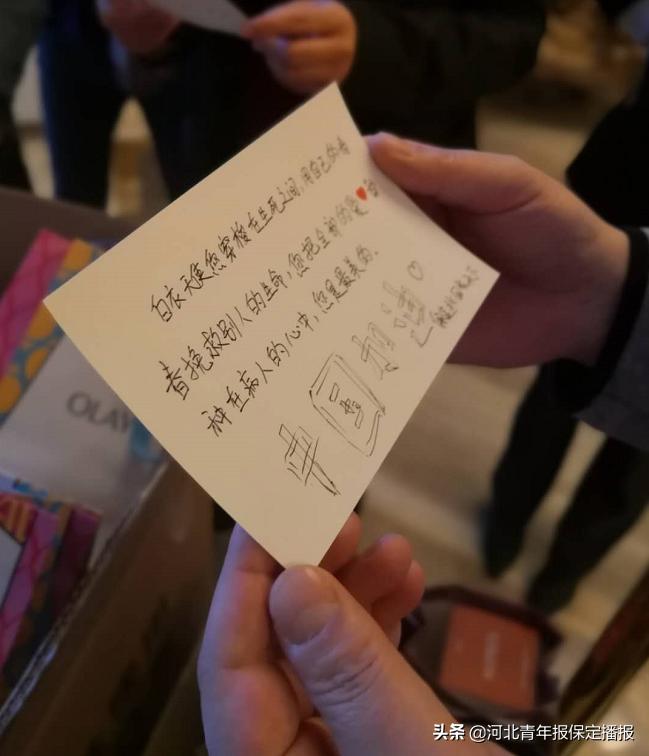 白衣天使您穿梭在生死之间,用自己的青
春挽救别人的生命,您把全部的爱♥
种在病人的心中,您是最美的。
中国加油
OLAY
头条 @河北青年报保定播报